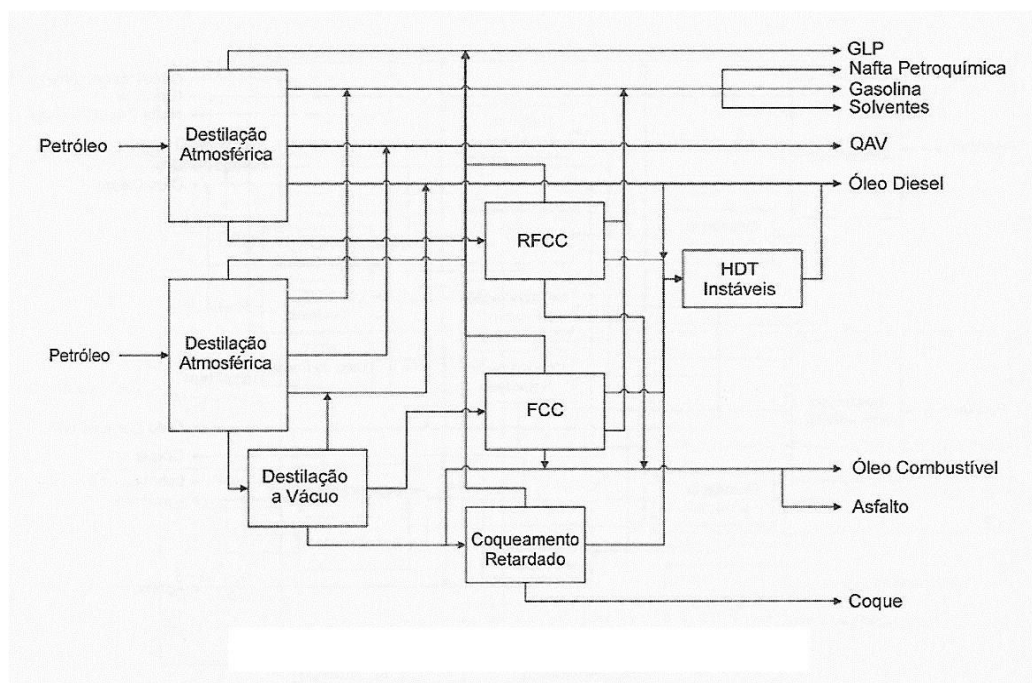 GLP
Nafta Petroquímica
Gasolina
Solventes
Petróleo
Destilação
Atmosférica
QAV
Óleo Diesel
RFCC
HDT
Instáveis
Petróleo
Destilação
Atmosférica
FCC
Destilação
a Vácuo
Óleo Combustível
Asfalto
Coqueamento
Retardado
Coque